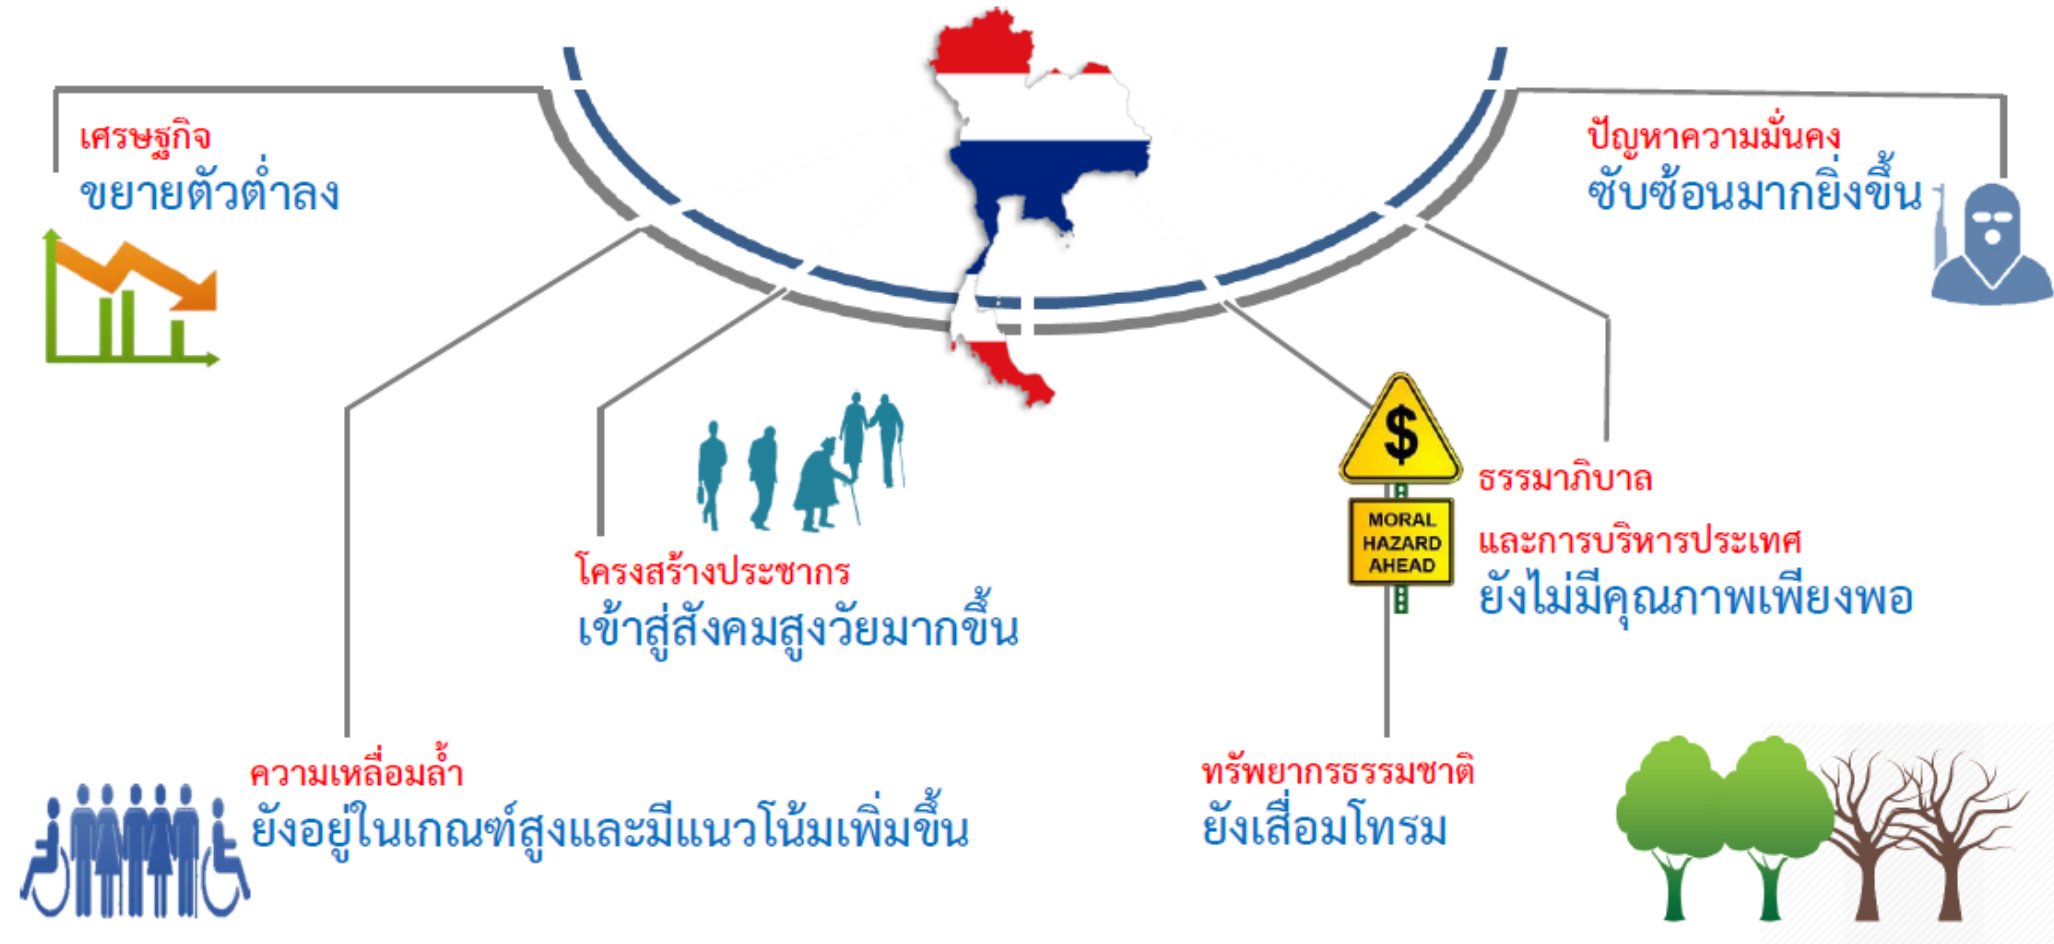 เศรษฐกิจ
ขยายตัวต่ำลง
ปัญหาความมั่นคง
ซับซ้อนมากยิ่งขึ้น
$
MORAL
HAZARD
AHEAD
ธรรมาภิบาล
และการบริหารประเทศ
ยังไม่มีคุณภาพเพียงพอ
โครงสร้างประชากร
เข้าสู่สังคมสูงวัยมากขึ้น
ความเหลื่อมล้ำ
ยังอยู่ในเกณฑ์สูงและมีแนวโน้มเพิ่มขึ้น
ทรัพยากรธรรมชาติ
ยังเสื่อมโทรม